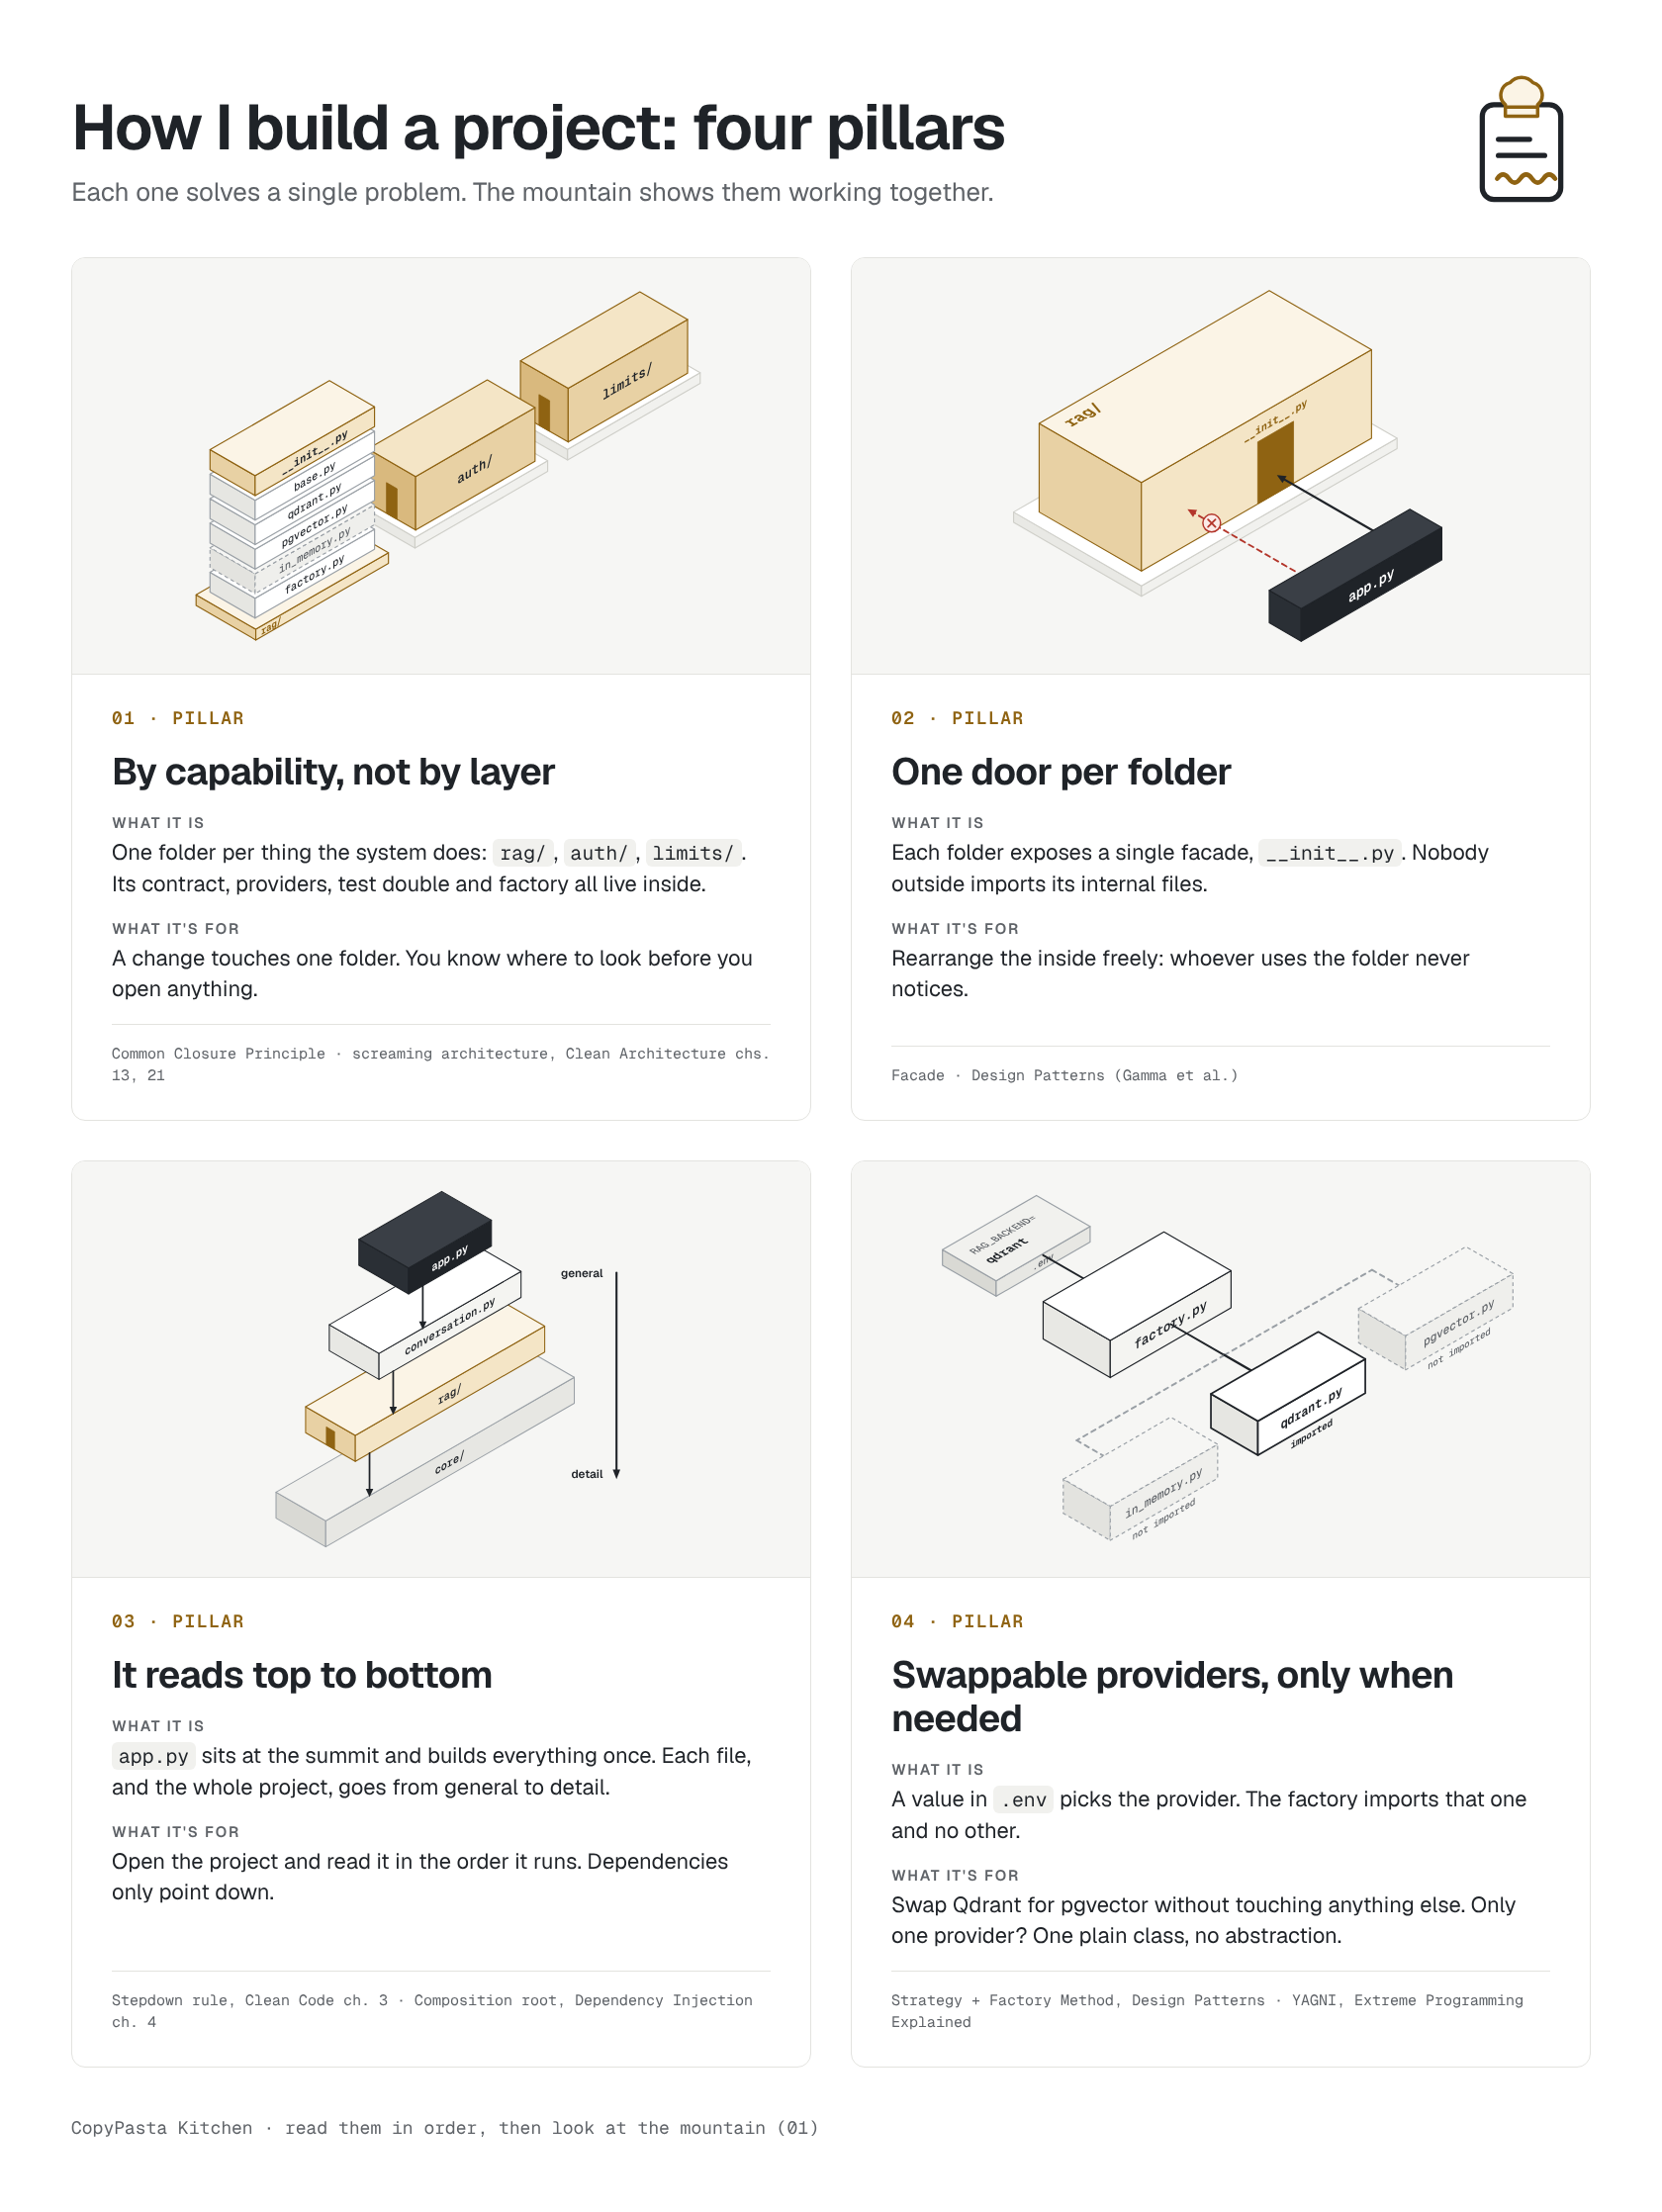 How I build a project: four pillars
Each one solves a single problem. The mountain shows them working together.
limits/
auth/
__init__.py
base.py
qdrant.py
pgvector.py
in_memory.py
factory.py
rag/
01 · PILLAR
By capability, not by layer
WHAT IT IS
One folder per thing the system does: rag/, auth/, limits/.
Its contract, providers, test double and factory all live inside.
WHAT IT'S FOR
A change touches one folder. You know where to look before you
open anything.
Common Closure Principle · screaming architecture, Clean Architecture chs.
13, 21
rag/
__init__.py
app.py
02 · PILLAR
One door per folder
WHAT IT IS
Each folder exposes a single facade, __init__.py. Nobody
outside imports its internal files.
WHAT IT'S FOR
Rearrange the inside freely: whoever uses the folder never
notices.
Facade · Design Patterns (Gamma et al.)
app.py
conversation.py
rag/
core/
general
detail
03 · PILLAR
It reads top to bottom
WHAT IT IS
app.py sits at the summit and builds everything once. Each file,
and the whole project, goes from general to detail.
WHAT IT'S FOR
Open the project and read it in the order it runs. Dependencies
only point down.
Stepdown rule, Clean Code ch. 3 · Composition root, Dependency Injection
ch. 4
RAG_BACKEND=
qdrant
.env
factory.py
pgvector.py
not imported
qdrant.py
imported
in_memory.py
not imported
04 · PILLAR
Swappable providers, only when
needed
WHAT IT IS
A value in .env picks the provider. The factory imports that one
and no other.
WHAT IT'S FOR
Swap Qdrant for pgvector without touching anything else. Only
one provider? One plain class, no abstraction.
Strategy + Factory Method, Design Patterns · YAGNI, Extreme Programming
Explained
CopyPasta Kitchen · read them in order, then look at the mountain (01)